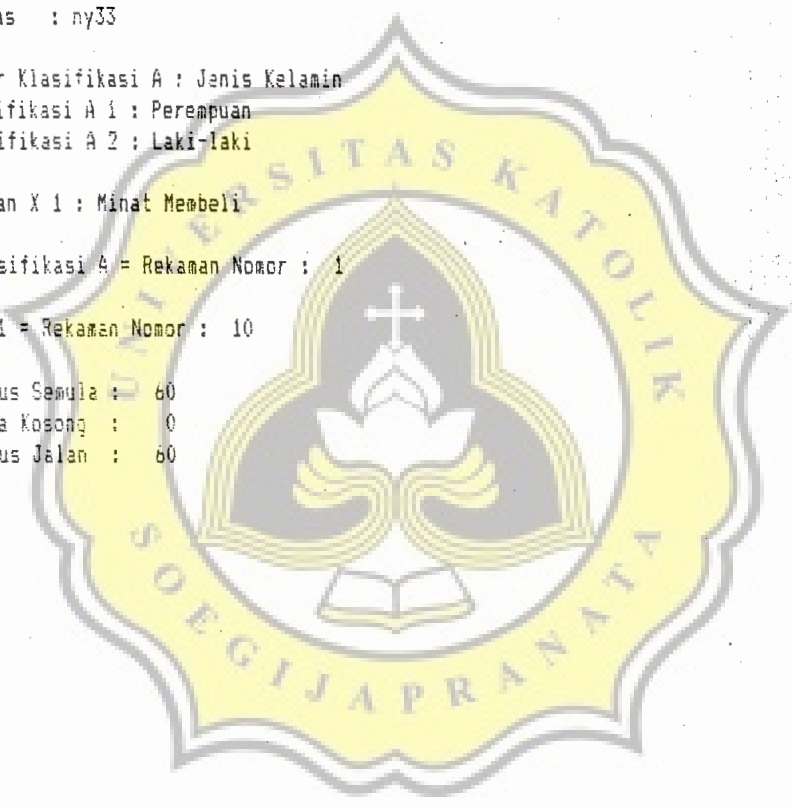 as : ny33
r Klasifikasi A : Jenis Kelamin
ifikasi A 1 : Perempuan
ifikasi A 2 : Laki-laki
an X 1 : Minat Membeli
sifikasi A = Rekaman Nomor : 1
1 = Rekaman Nomor : 10
us Semula : 60
a Kosong : 0
us Jalan : 60
UNIVERSITAS KATOLIK
SOEGIJAPRANATA